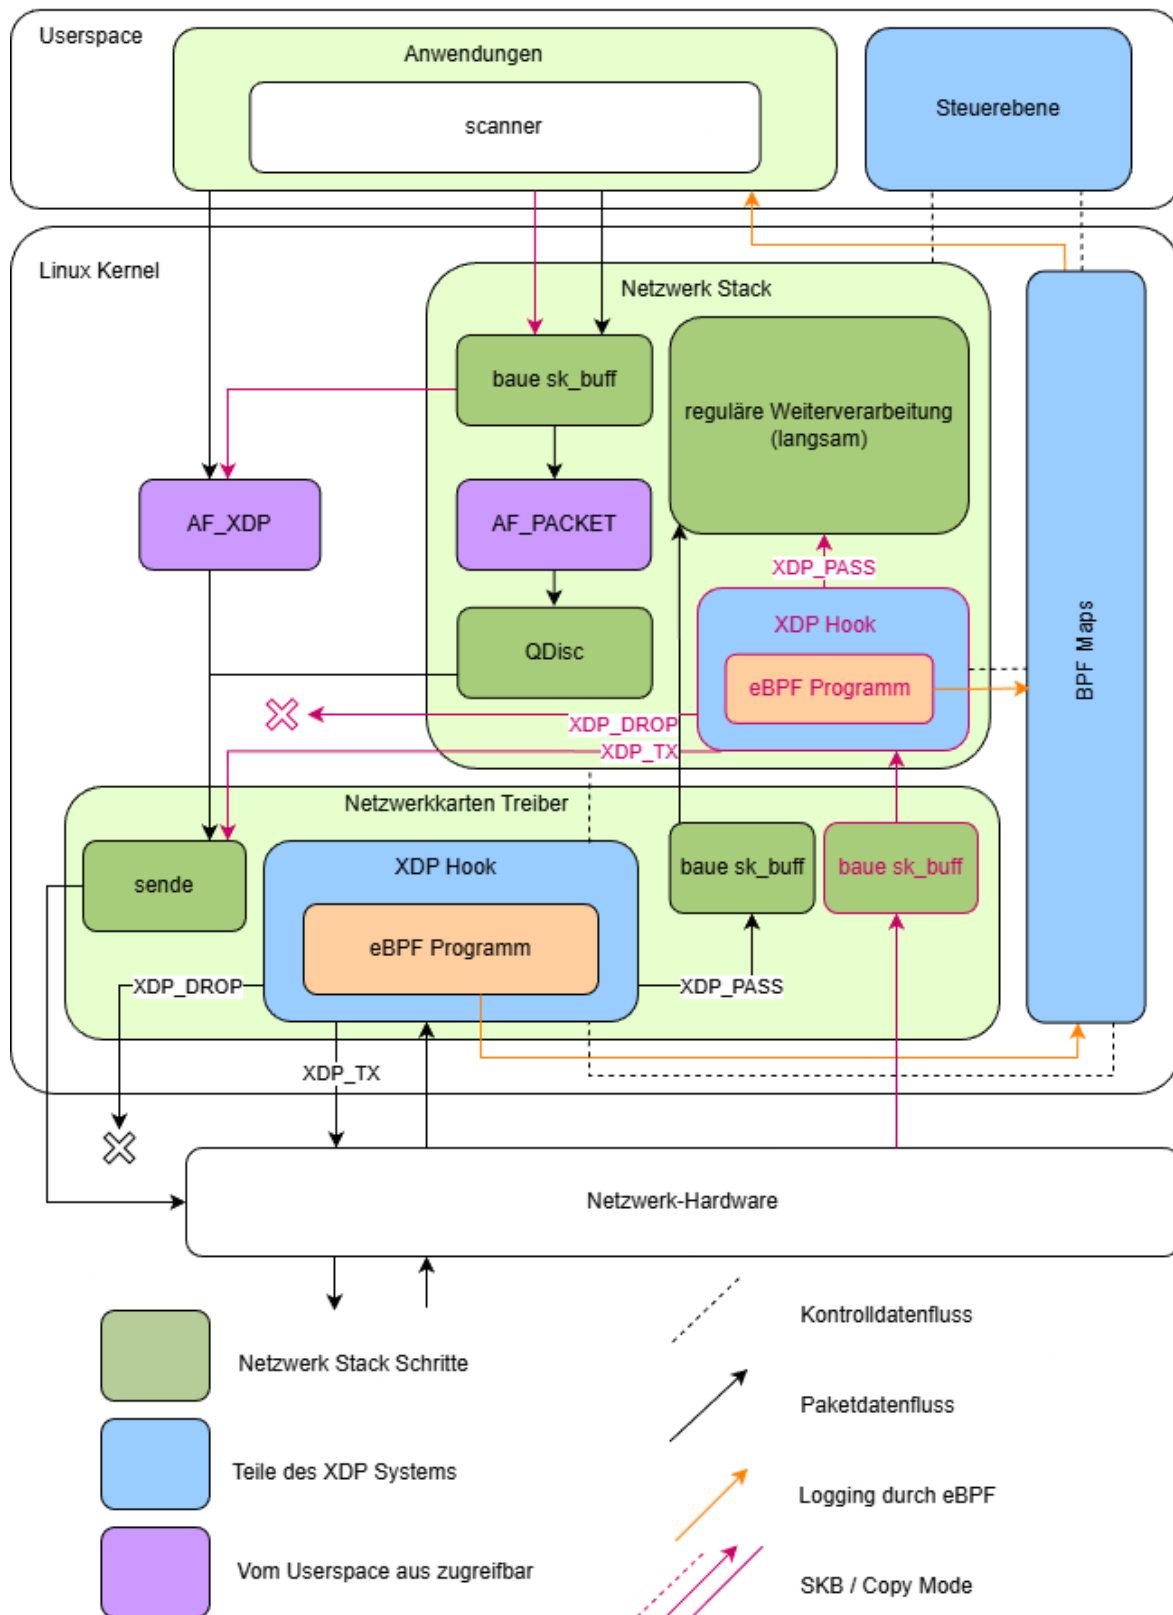 Userspace
Anwendungen
scanner
Steuerebene
Linux Kernel
Netzwerk Stack
baue sk_buff
reguläre Weiterverarbeitung
(langsam)
AF_XDP
AF_PACKET
XDP_PASS
XDP Hook
QDisc
eBPF Programm
BPF Maps
XDP_DROP
XDP_TX
Netzwerkkarten Treiber
sende
XDP Hook
baue sk_buff
baue sk_buff
eBPF Programm
XDP_DROP
XDP_PASS
XDP_TX
Netzwerk-Hardware
Kontrolldatenfluss
Netzwerk Stack Schritte
Paketdatenfluss
Teile des XDP Systems
Logging durch eBPF
Vom Userspace aus zugreifbar
SKB / Copy Mode